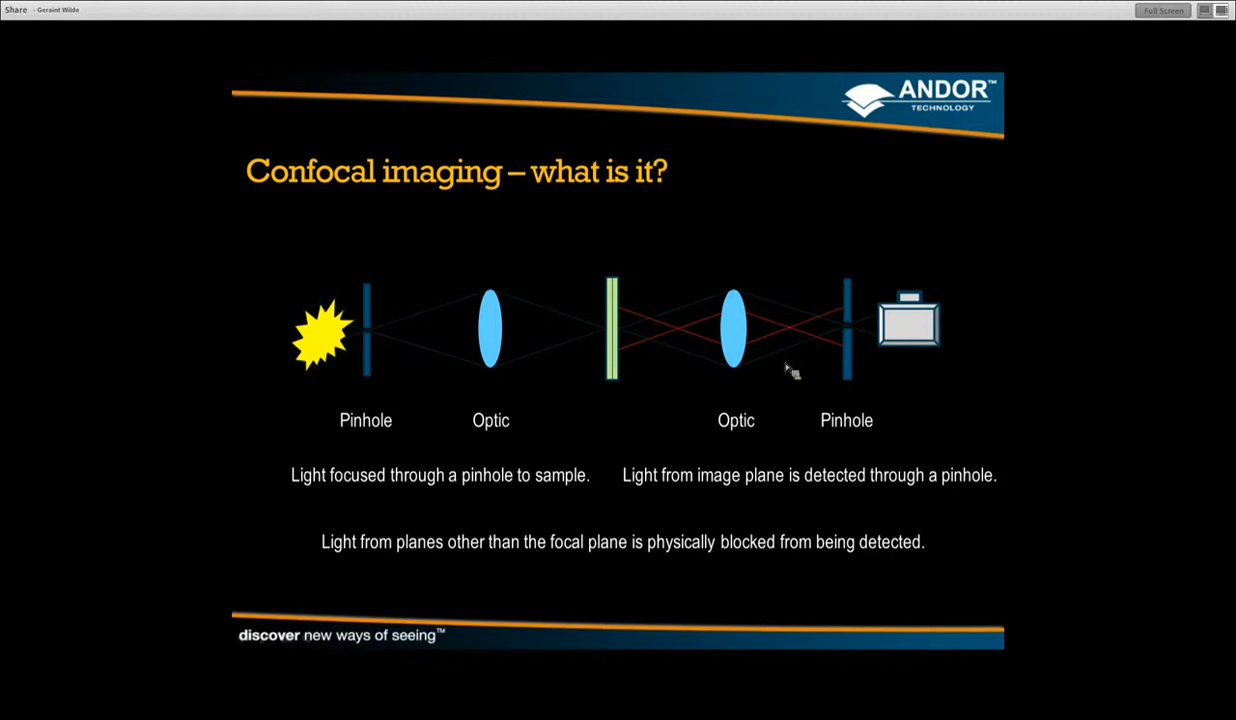 Share - Geraint Wilde
Full Screen
ANDOR™
TECHNOLOGY
Confocal imaging – what is it?
Pinhole
Optic
Optic
Pinhole
Light focused through a pinhole to sample.
Light from image plane is detected through a pinhole.
Light from planes other than the focal plane is physically blocked from being detected.
discover new ways of seeing™